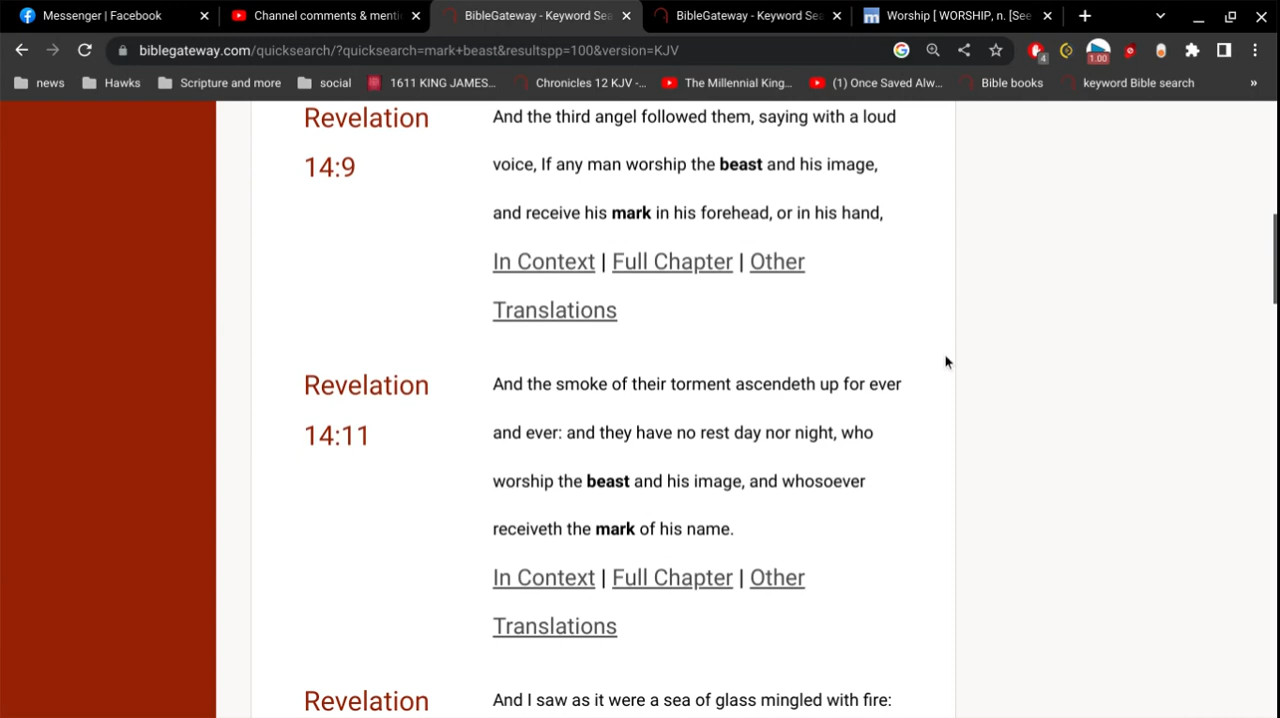 Messenger | Facebook
Channel comments & menti
BibleGateway - Keyword Sea
BibleGateway - Keyword Sea
Worship [ WORSHIP, n. [See
biblegateway.com/quicksearch/?quicksearch=mark+beast&resultspp=100&version=KJV
4
1.00
news
Hawks
Scripture and more
social
1611 KING JAMES...
Chronicles 12 KJV -...
The Millennial King...
(1) Once Saved Alw...
Bible books
keyword Bible search
»
Revelation
14:9
And the third angel followed them, saying with a loud
voice, If any man worship the beast and his image,
and receive his mark in his forehead, or in his hand,
In Context | Full Chapter | Other
Translations
Revelation
14:11
And the smoke of their torment ascendeth up for ever
and ever: and they have no rest day nor night, who
worship the beast and his image, and whosoever
receiveth the mark of his name.
In Context | Full Chapter | Other
Translations
Revelation
And I saw as it were a sea of glass mingled with fire: